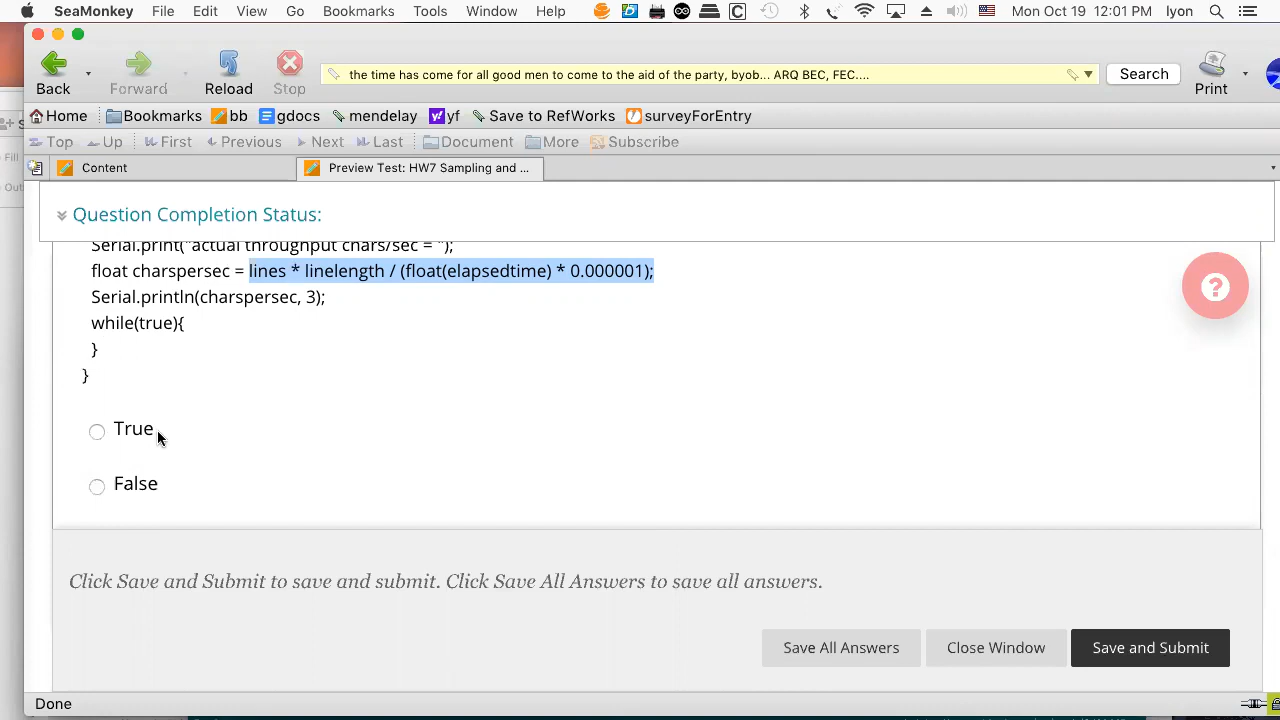 SeaMonkey File Edit View Go Bookmarks Tools Window Help Mon Oct 19 12:01 PM lyon
Back Forward Reload Stop the time has come for all good men to come to the aid of the party, byob... ARQ BEC, FEC.... Search Print
Home Bookmarks bb gdocs mendelay yf Save to RefWorks surveyForEntry
Top Up First Previous Next Last Document More Subscribe
Content Preview Test: HW7 Sampling and ...
Question Completion Status:
Serial.print("actual throughput chars/sec = ");
float charspersec = lines * linelength / (float(elapsedtime) * 0.000001);
Serial.println(charspersec, 3);
while(true){
}
}
True
False
Click Save and Submit to save and submit. Click Save All Answers to save all answers.
Save All Answers Close Window Save and Submit
Done